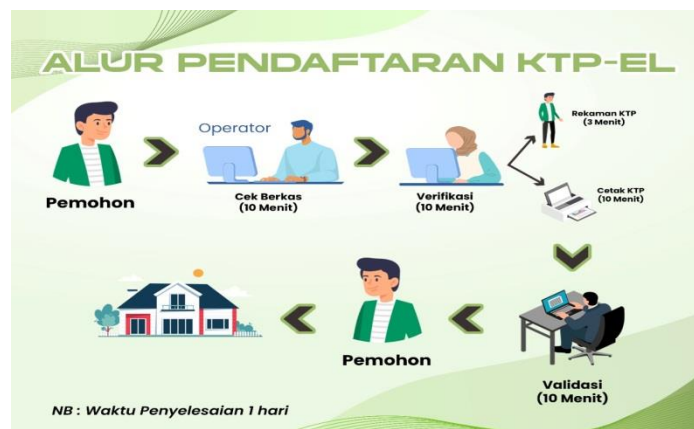 ALUR PENDAFTARAN KTP-EL
Pemohon
Operator
Cek Berkas
(10 Menit)
Verifikasi
(10 Menit)
Rekaman KTP
(3 Menit)
Cetak KTP
(10 Menit)
Validasi
(10 Menit)
Pemohon
NB : Waktu Penyelesaian 1 hari